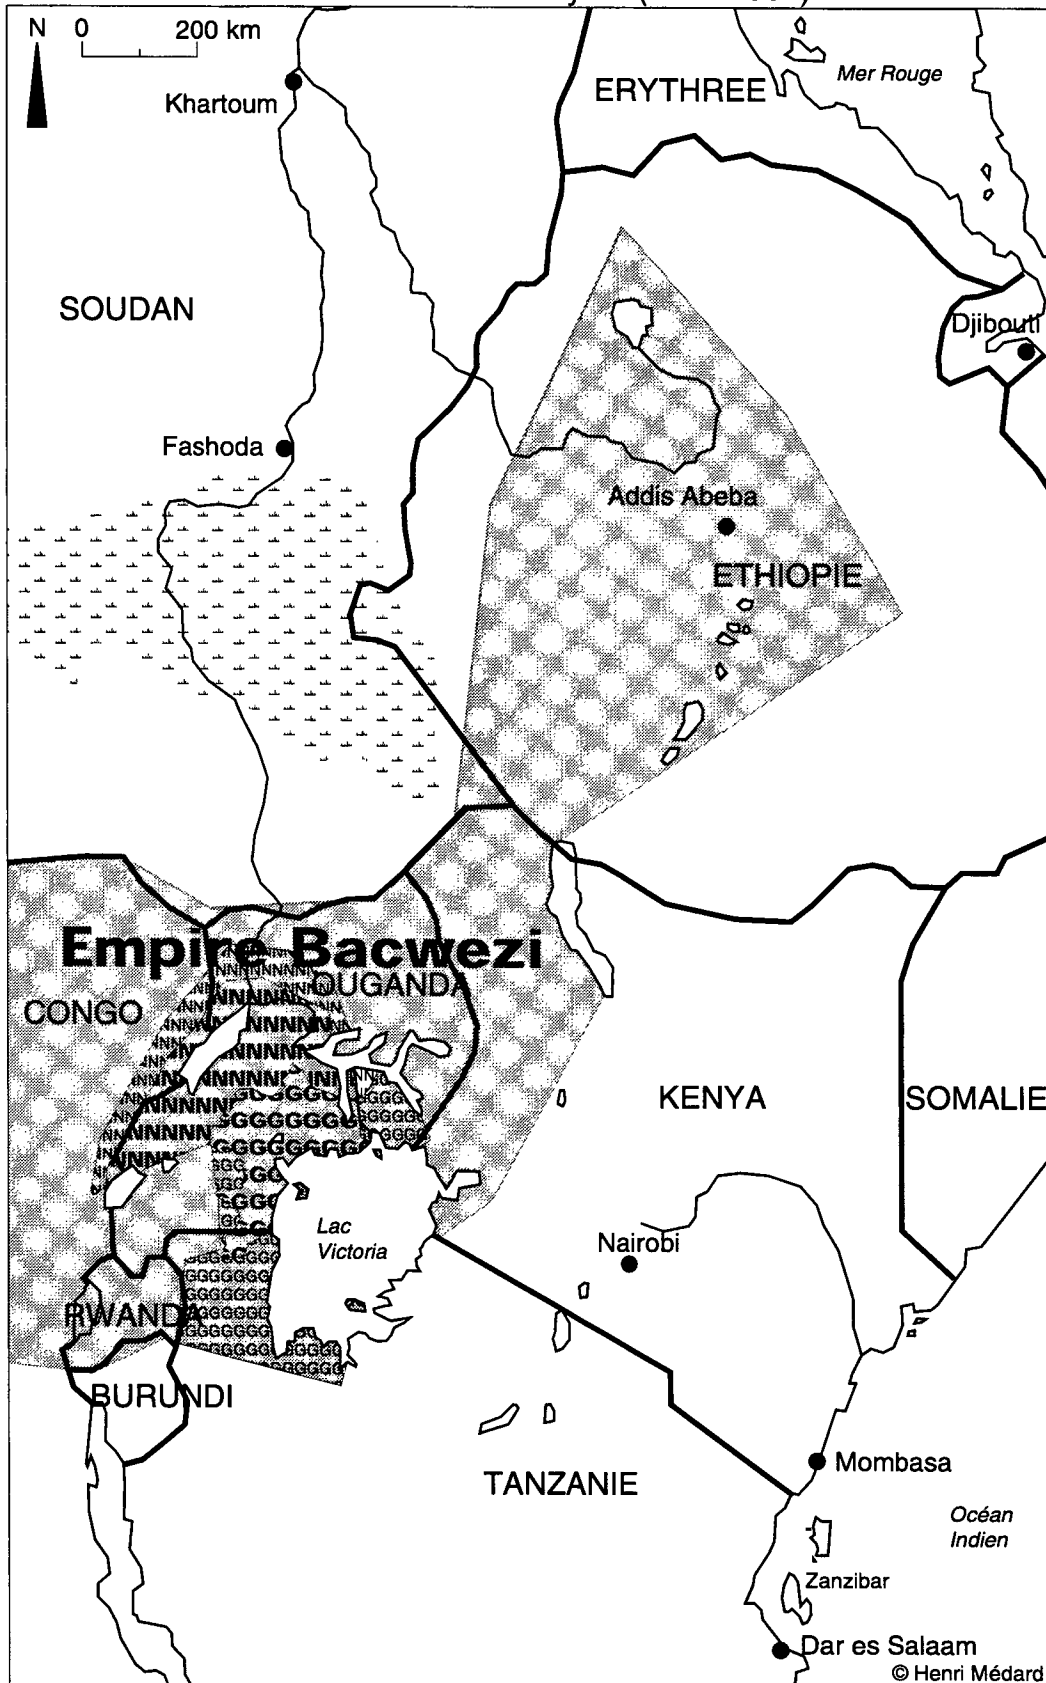 N
0 200 km
Khartoum
ERYTHREE
Mer Rouge
SOUDAN
Djibouti
Fashoda
Addis Abeba
ETHIOPIE
Empire Bacwezi
OUGANDA
CONGO
KENYA
SOMALIE
Lac
Victoria
Nairobi
RWANDA
BURUNDI
TANZANIE
Mombasa
Océan
Indien
Zanzibar
Dar es Salaam
© Henri Médard